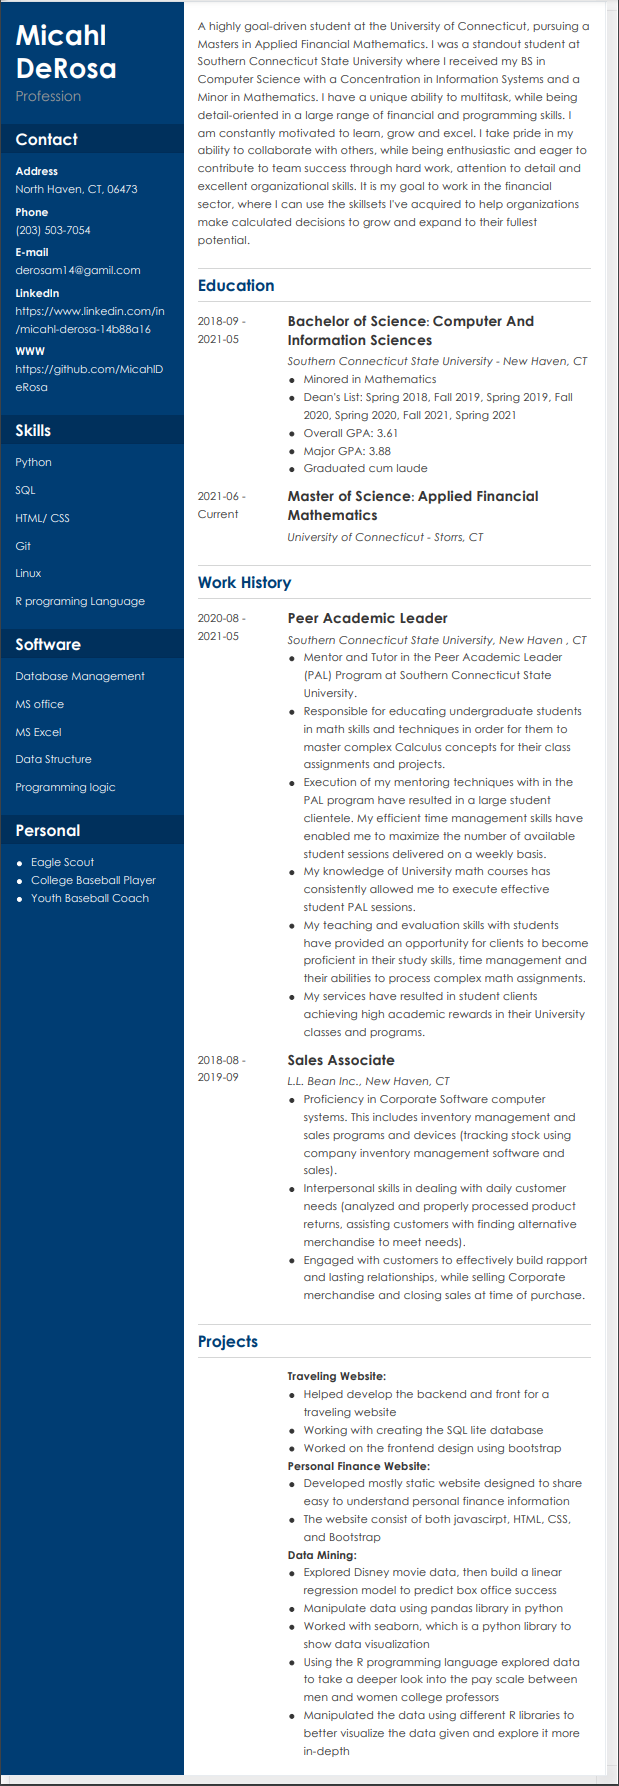 Micahl
DeRosa
Profession
Contact
Address
North Haven, CT, 06473
Phone
(203) 503-7054
E-mail
derosam14@gamil.com
LinkedIn
https://www.linkedin.com/in
/micahl-derosa-14b88a16
WWW
https://github.com/MicahlD
eRosa
Skills
Python
SQL
HTML/ CSS
Git
Linux
R programing Language
Software
Database Management
MS office
MS Excel
Data Structure
Programming logic
Personal
• Eagle Scout
• College Baseball Player
• Youth Baseball Coach
A highly goal-driven student at the University of Connecticut, pursuing a
Masters in Applied Financial Mathematics. I was a standout student at
Southern Connecticut State University where I received my BS in
Computer Science with a Concentration in Information Systems and a
Minor in Mathematics. I have a unique ability to multitask, while being
detail-oriented in a large range of financial and programming skills. I
am constantly motivated to learn, grow and excel. I take pride in my
ability to collaborate with others, while being enthusiastic and eager to
contribute to team success through hard work, attention to detail and
excellent organizational skills. It is my goal to work in the financial
sector, where I can use the skillsets I've acquired to help organizations
make calculated decisions to grow and expand to their fullest
potential.
Education
2018-09 -
2021-05
Bachelor of Science: Computer And
Information Sciences
Southern Connecticut State University - New Haven, CT
• Minored in Mathematics
• Dean's List: Spring 2018, Fall 2019, Spring 2019, Fall
2020, Spring 2020, Fall 2021, Spring 2021
• Overall GPA: 3.61
• Major GPA: 3.88
• Graduated cum laude
2021-06 -
Current
Master of Science: Applied Financial
Mathematics
University of Connecticut - Storrs, CT
Work History
2020-08 -
2021-05
Peer Academic Leader
Southern Connecticut State University, New Haven , CT
• Mentor and Tutor in the Peer Academic Leader
(PAL) Program at Southern Connecticut State
University.
• Responsible for educating undergraduate students
in math skills and techniques in order for them to
master complex Calculus concepts for their class
assignments and projects.
• Execution of my mentoring techniques with in the
PAL program have resulted in a large student
clientele. My efficient time management skills have
enabled me to maximize the number of available
student sessions delivered on a weekly basis.
• My knowledge of University math courses has
consistently allowed me to execute effective
student PAL sessions.
• My teaching and evaluation skills with students
have provided an opportunity for clients to become
proficient in their study skills, time management and
their abilities to process complex math assignments.
• My services have resulted in student clients
achieving high academic rewards in their University
classes and programs.
2018-08 -
2019-09
Sales Associate
L.L. Bean Inc., New Haven, CT
• Proficiency in Corporate Software computer
systems. This includes inventory management and
sales programs and devices (tracking stock using
company inventory management software and
sales).
• Interpersonal skills in dealing with daily customer
needs (analyzed and properly processed product
returns, assisting customers with finding alternative
merchandise to meet needs).
• Engaged with customers to effectively build rapport
and lasting relationships, while selling Corporate
merchandise and closing sales at time of purchase.
Projects
Traveling Website:
• Helped develop the backend and front for a
traveling website
• Working with creating the SQL lite database
• Worked on the frontend design using bootstrap
Personal Finance Website:
• Developed mostly static website designed to share
easy to understand personal finance information
• The website consist of both javascirpt, HTML, CSS,
and Bootstrap
Data Mining:
• Explored Disney movie data, then build a linear
regression model to predict box office success
• Manipulate data using pandas library in python
• Worked with seaborn, which is a python library to
show data visualization
• Using the R programming language explored data
to take a deeper look into the pay scale between
men and women college professors
• Manipulated the data using different R libraries to
better visualize the data given and explore it more
in-depth